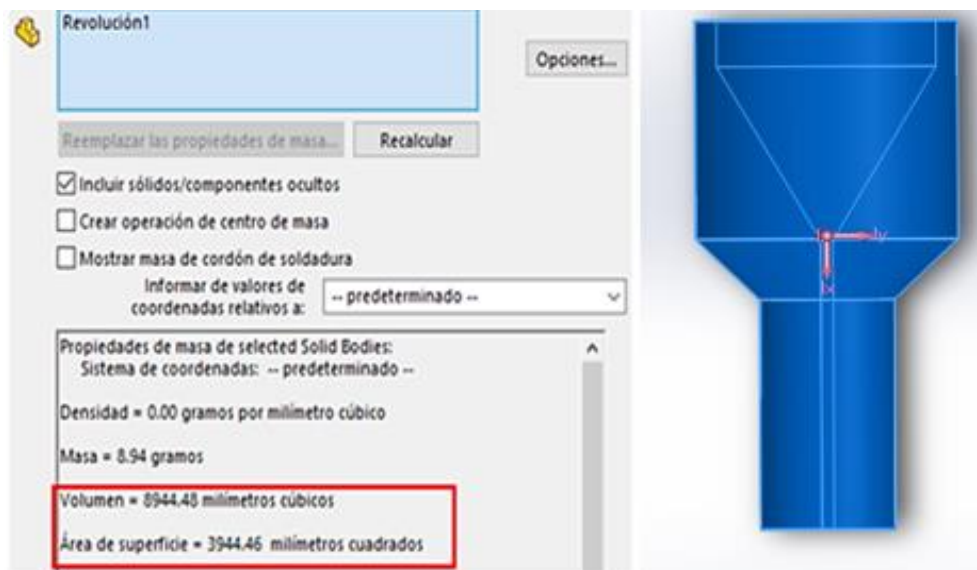 Revolución1
Opciones...
Reemplazar las propiedades de masa...
Recalcular
Incluir sólidos/componentes ocultos
Crear operación de centro de masa
Mostrar masa de cordón de soldadura
Informar de valores de
coordenadas relativos a:
-- predeterminado --
Propiedades de masa de selected Solid Bodies:
Sistema de coordenadas: -- predeterminado --
Densidad = 0.00 gramos por milímetro cúbico
Masa = 8.94 gramos
Volumen = 8944.48 milímetros cúbicos
Área de superficie = 3944.46 milímetros cuadrados